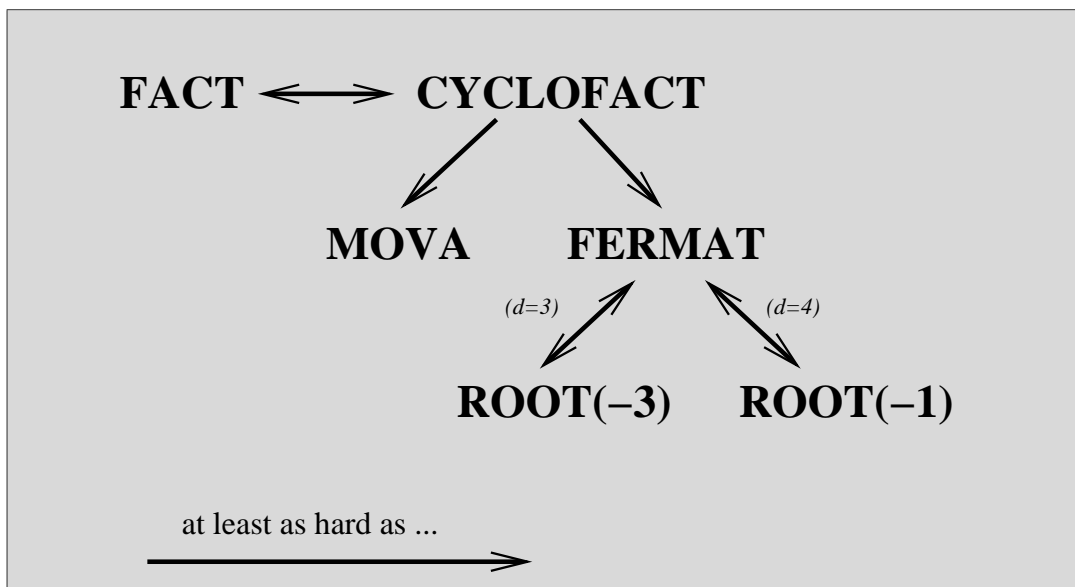 FACT CYCLOFACT
MOVA FERMAT
(d=3) (d=4)
ROOT(−3) ROOT(−1)
at least as hard as ...